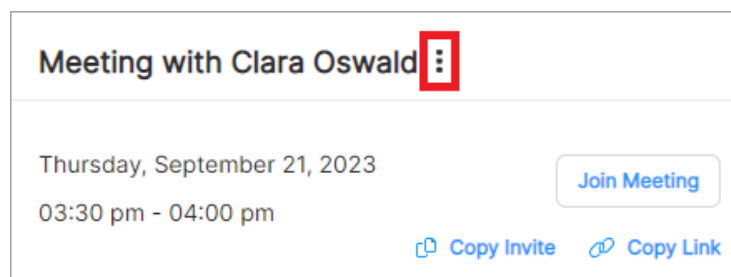 Meeting with Clara Oswald
Thursday, September 21, 2023
Join Meeting
03:30 pm - 04:00 pm
Copy Invite Copy Link